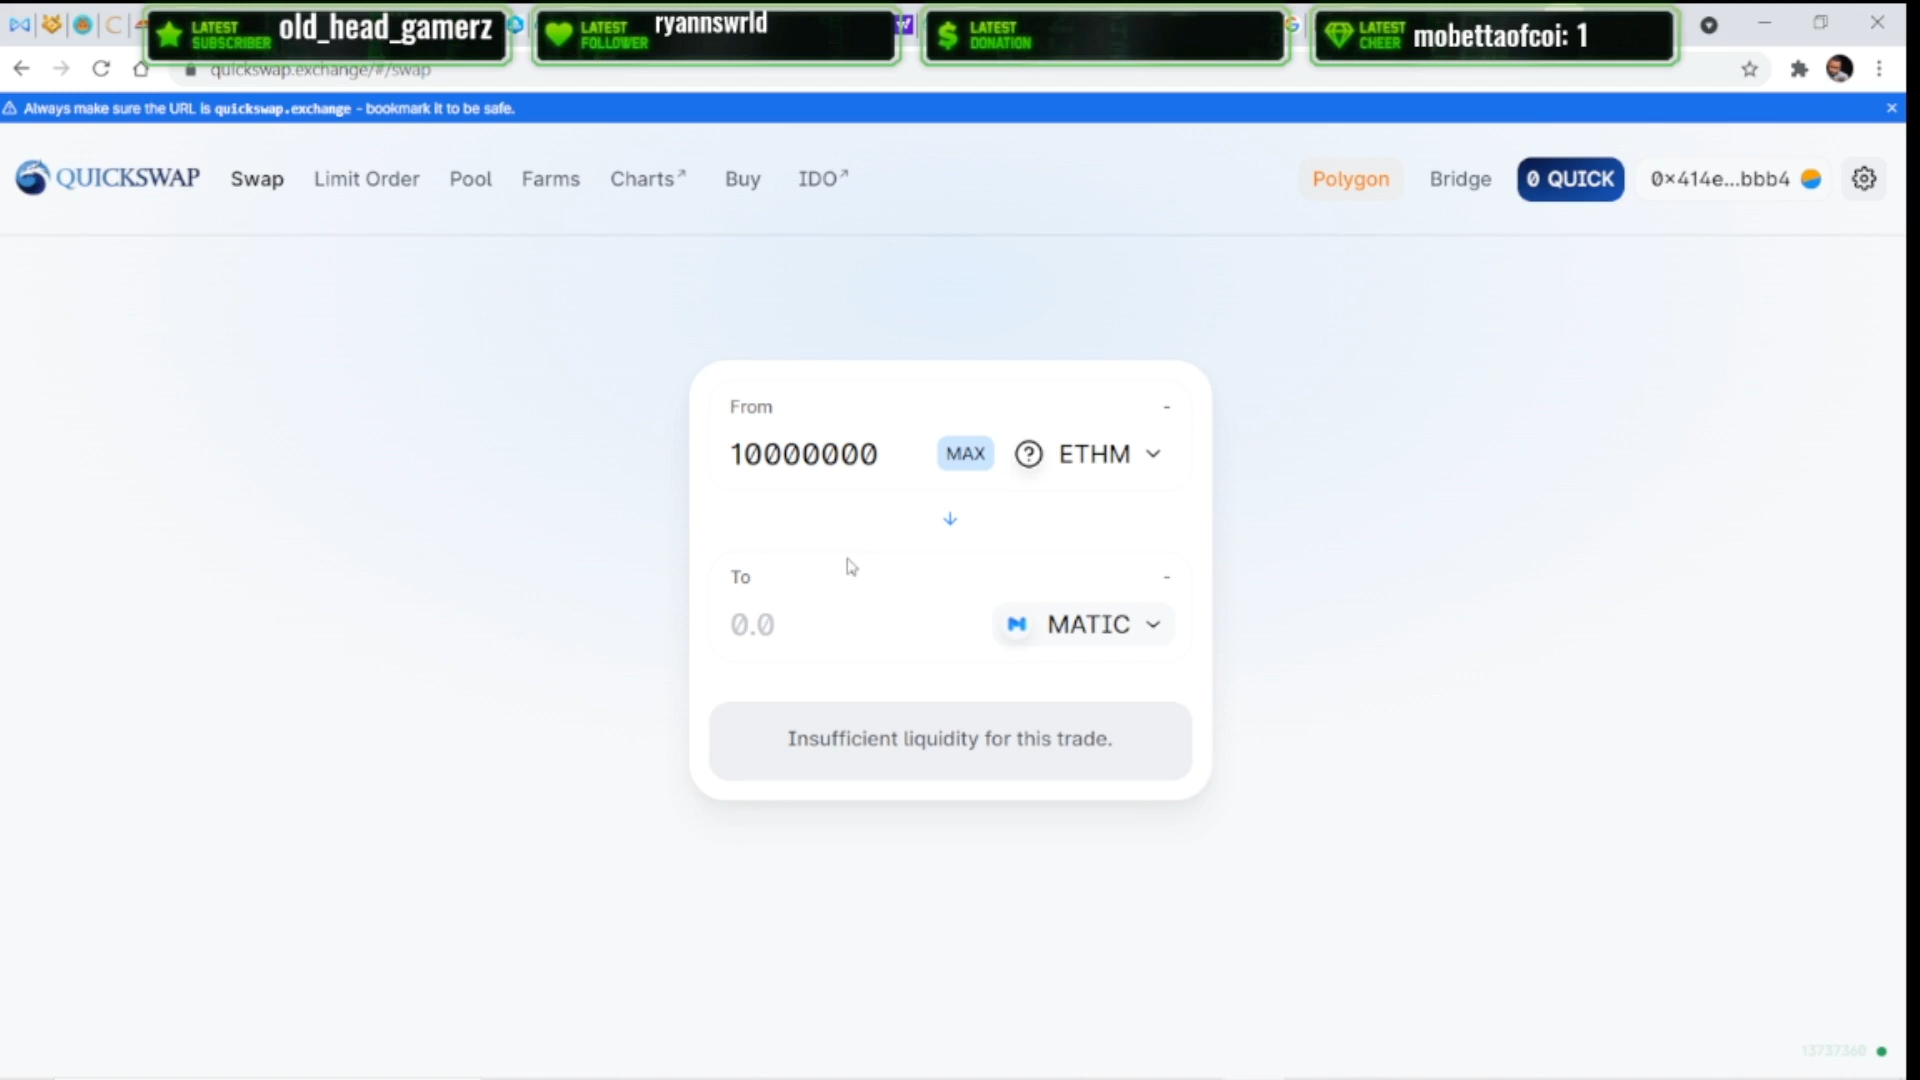 LATEST SUBSCRIBER old_head_gamerz
LATEST FOLLOWER ryannswrld
LATEST DONATION
LATEST CHEER mobettaofcoi: 1
quickswap.exchange/#/swap
Always make sure the URL is quickswap.exchange - bookmark it to be safe.
QUICKSWAP Swap Limit Order Pool Farms Charts↗ Buy IDO↗ Polygon Bridge 0 QUICK 0x414e...bbb4
From -
10000000 MAX ETHM
To -
0.0 MATIC
Insufficient liquidity for this trade.
13737360